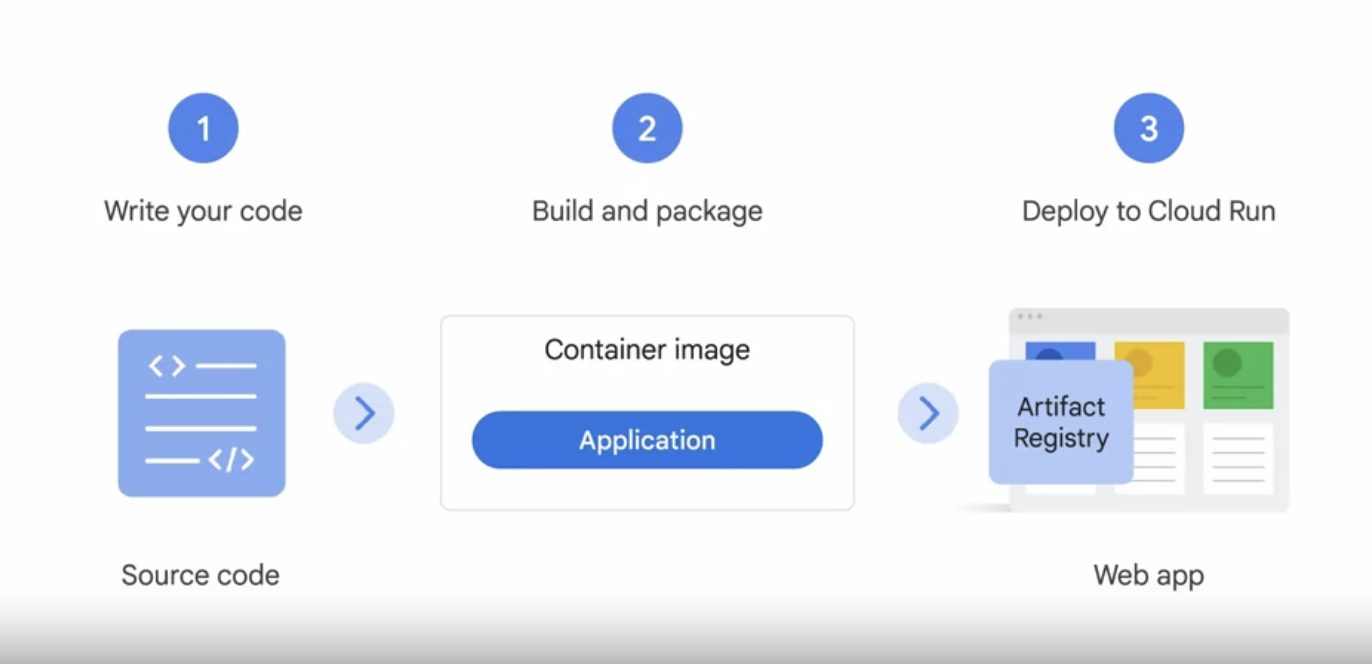 1
Write your code
2
Build and package
3
Deploy to Cloud Run
<> 
</>
Source code
Container image
Application
Artifact
Registry
Web app